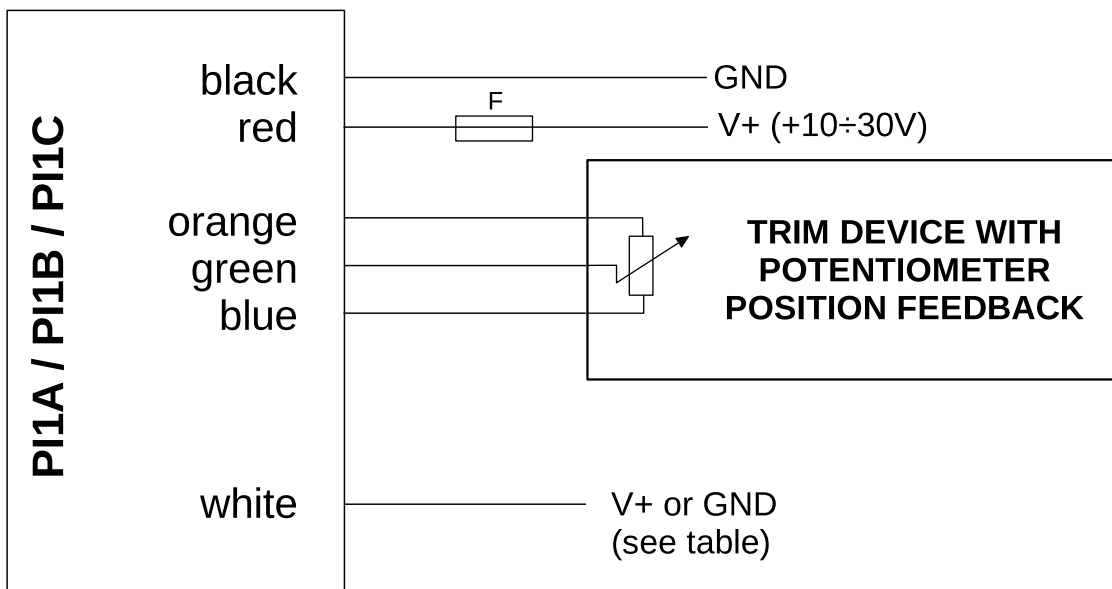 PI1A / PI1B / PI1C
black
GND
F
red
V+ (+10÷30V)
orange
green
blue
TRIM DEVICE WITH
POTENTIOMETER
POSITION FEEDBACK
white
V+ or GND
(see table)